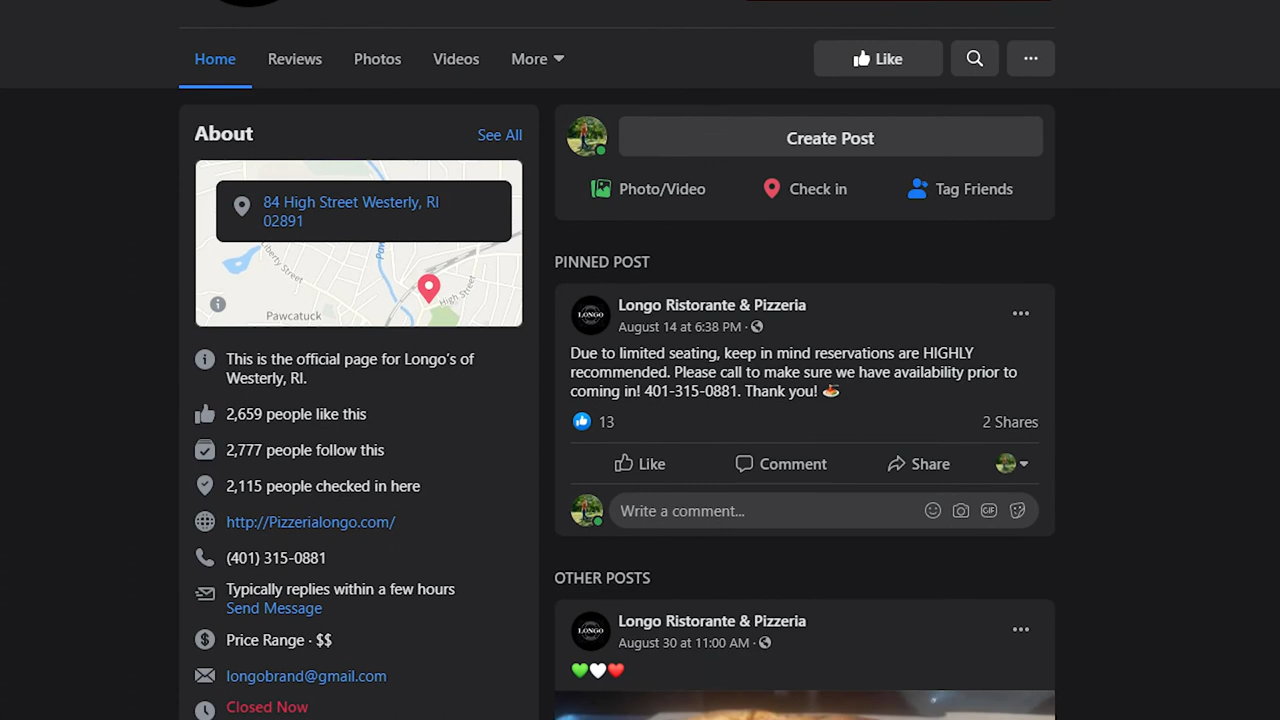 Home Reviews Photos Videos More Like
About See All
84 High Street Westerly, RI
02891
Liberty Street
High Street
Pawcatuck
This is the official page for Longo's of
Westerly, RI.
2,659 people like this
2,777 people follow this
2,115 people checked in here
http://Pizzerialongo.com/
(401) 315-0881
Typically replies within a few hours
Send Message
Price Range · $$
longobrand@gmail.com
Closed Now
Create Post
Photo/Video Check in Tag Friends
PINNED POST
LONGO
Longo Ristorante & Pizzeria
August 14 at 6:38 PM ·
Due to limited seating, keep in mind reservations are HIGHLY
recommended. Please call to make sure we have availability prior to
coming in! 401-315-0881. Thank you! 🍝
13 2 Shares
Like Comment Share
Write a comment... GIF
OTHER POSTS
LONGO
Longo Ristorante & Pizzeria
August 30 at 11:00 AM ·
💚🤍❤️